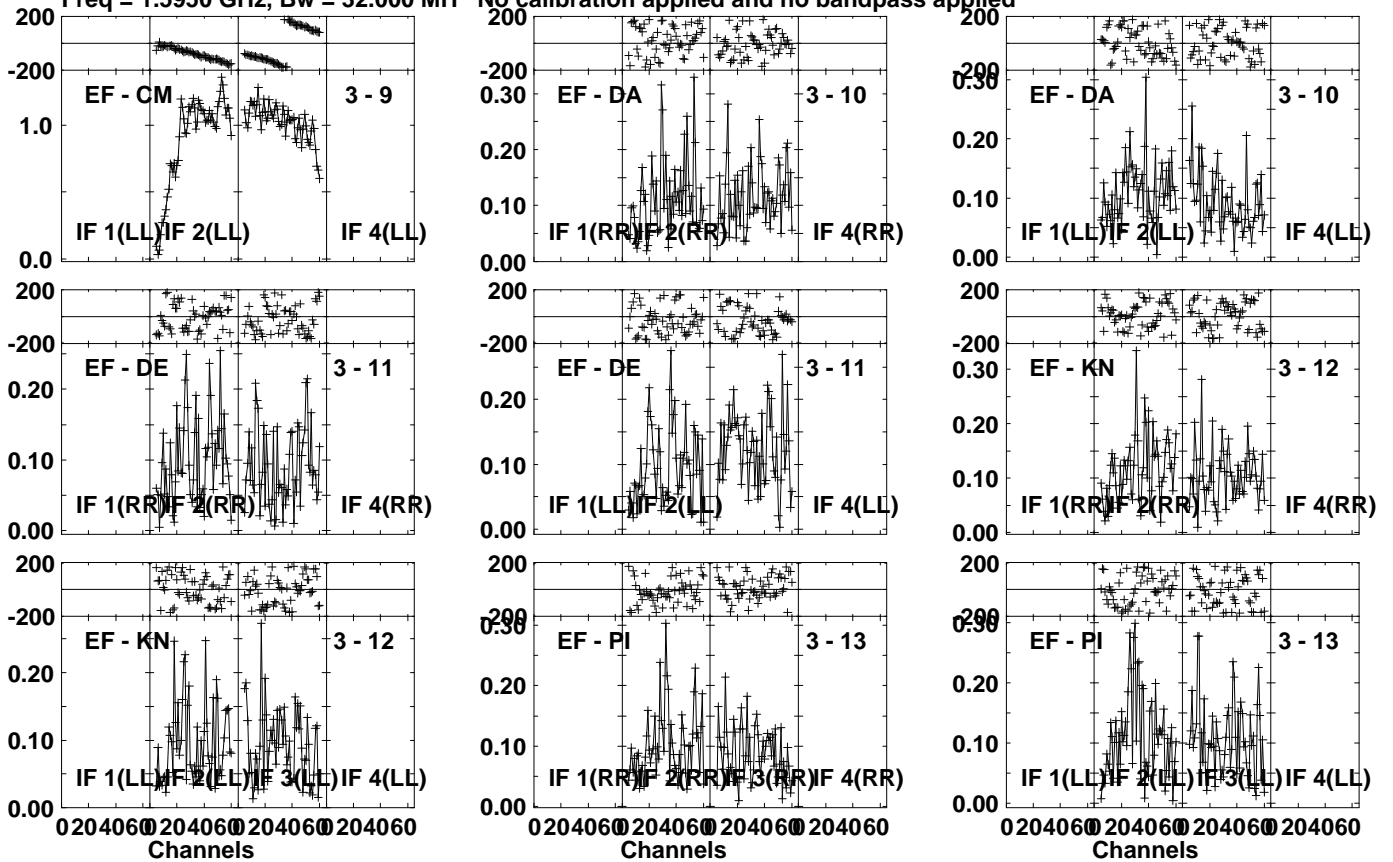 Freq = 1.5950 GHz, Bw = 32.000 MH No calibration applied and no bandpass applied
200 200 200
-200 -200 -200
EF - CM 3 - 9 EF - DA 3 - 10 EF - DA 3 - 10
1.0 0.30 0.30
0.20 0.20
0.10 0.10
IF 1(LL) IF 2(LL) IF 4(LL) IF 1(RR) IF 2(RR) IF 4(RR) IF 1(LL) IF 2(LL) IF 4(LL)
0.0 0.00 0.00
200 200 200
-200 -200 -200
EF - DE 3 - 11 EF - DE 3 - 11 EF - KN 3 - 12
0.20 0.20 0.30
0.20
0.10 0.10 0.10
IF 1(RR) IF 2(RR) IF 4(RR) IF 1(LL) IF 2(LL) IF 4(LL) IF 1(RR) IF 2(RR) IF 4(RR)
0.00 0.00 0.00
200 200 200
-200 -200 -200
EF - KN 3 - 12 EF - PI 3 - 13 EF - PI 3 - 13
0.30 0.30
0.20 0.20 0.20
0.10 0.10 0.10
IF 1(LL) IF 2(LL) IF 3(LL) IF 4(LL) IF 1(RR) IF 2(RR) IF 3(RR) IF 4(RR) IF 1(LL) IF 2(LL) IF 3(LL) IF 4(LL)
0.00 0.00 0.00
0 20 40 60 0 20 40 60 0 20 40 60 0 20 40 60 0 20 40 60 0 20 40 60 0 20 40 60 0 20 40 60 0 20 40 60 0 20 40 60 0 20 40 60 0 20 40 60
Channels Channels Channels